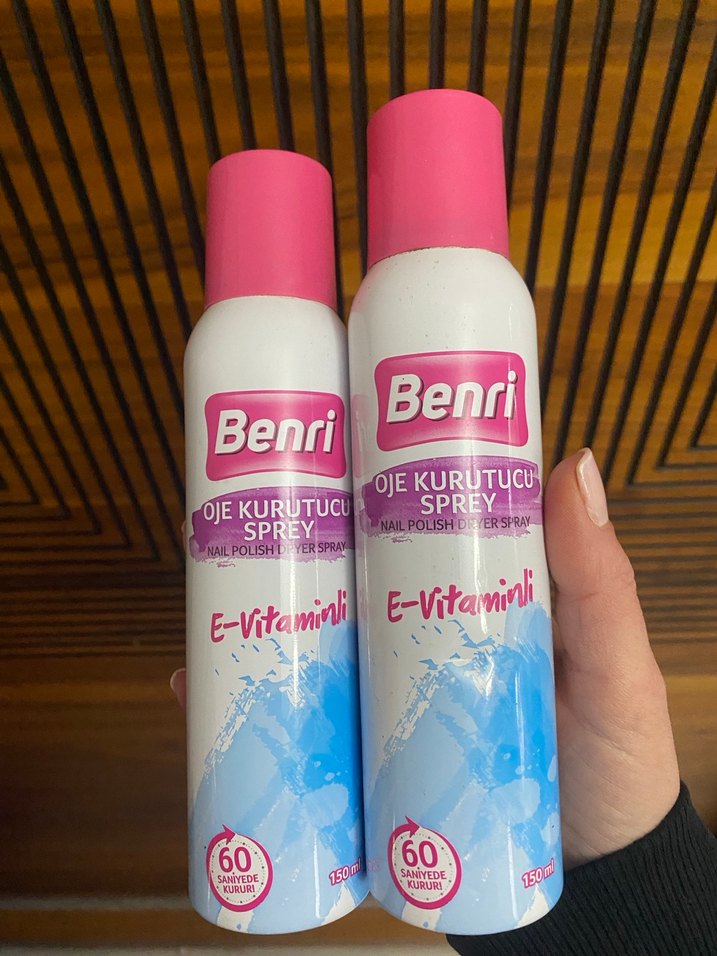 Benri
OJE KURUTUCU
SPREY
NAIL POLISH DRYER SPRAY
E-Vitaminli
60
SANİYEDE
KURUR!
150 ml
Benri
OJE KURUTUCU
SPREY
NAIL POLISH DRYER SPRAY
E-Vitaminli
60
SANİYEDE
KURUR!
150 ml